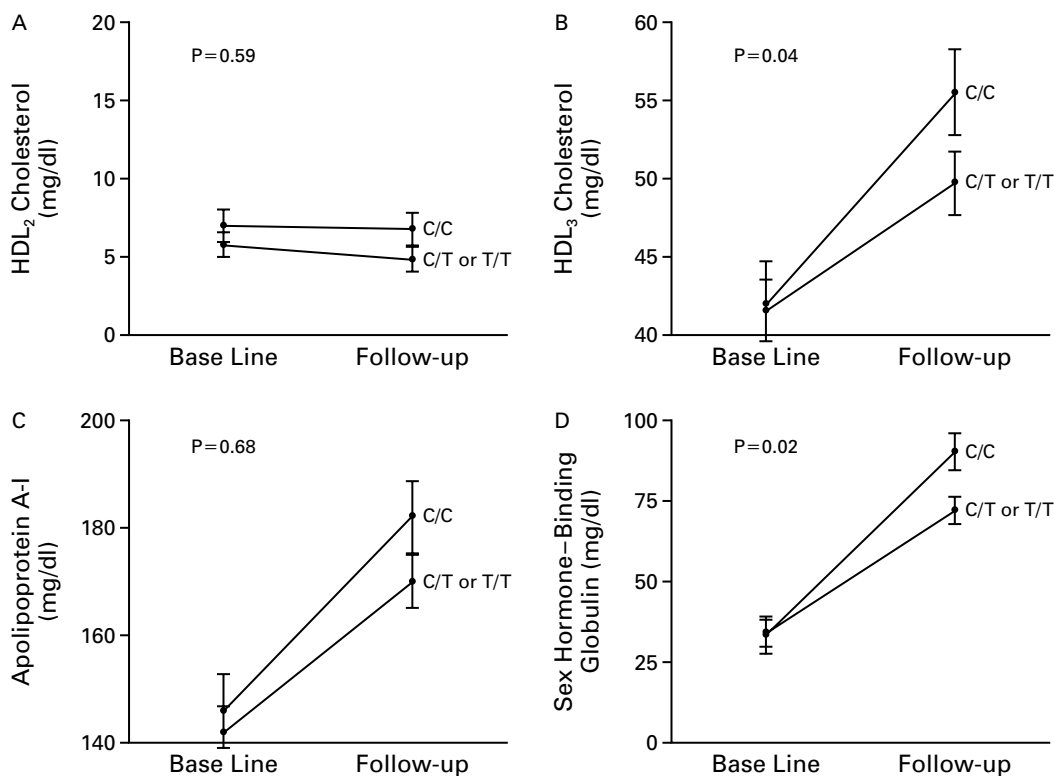 A
HDL₂ Cholesterol
(mg/dl)
20
15
10
5
0
P=0.59
C/C
C/T or T/T
Base Line
Follow-up
B
HDL₃ Cholesterol
(mg/dl)
60
55
50
45
40
P=0.04
C/C
C/T or T/T
Base Line
Follow-up
C
Apolipoprotein A-I
(mg/dl)
200
180
160
140
P=0.68
C/C
C/T or T/T
Base Line
Follow-up
D
Sex Hormone–Binding
Globulin (mg/dl)
100
75
50
25
0
P=0.02
C/C
C/T or T/T
Base Line
Follow-up